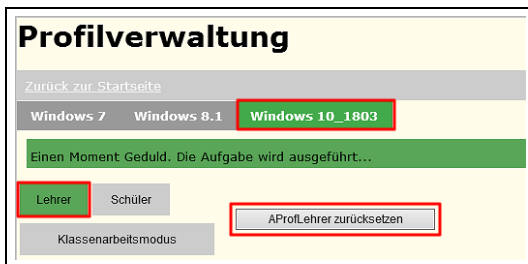 Profilverwaltung
Zurück zur Startseite
Windows 7 Windows 8.1 Windows 10_1803
Einen Moment Geduld. Die Aufgabe wird ausgeführt...
Lehrer Schüler
AProfLehrer zurücksetzen
Klassenarbeitsmodus